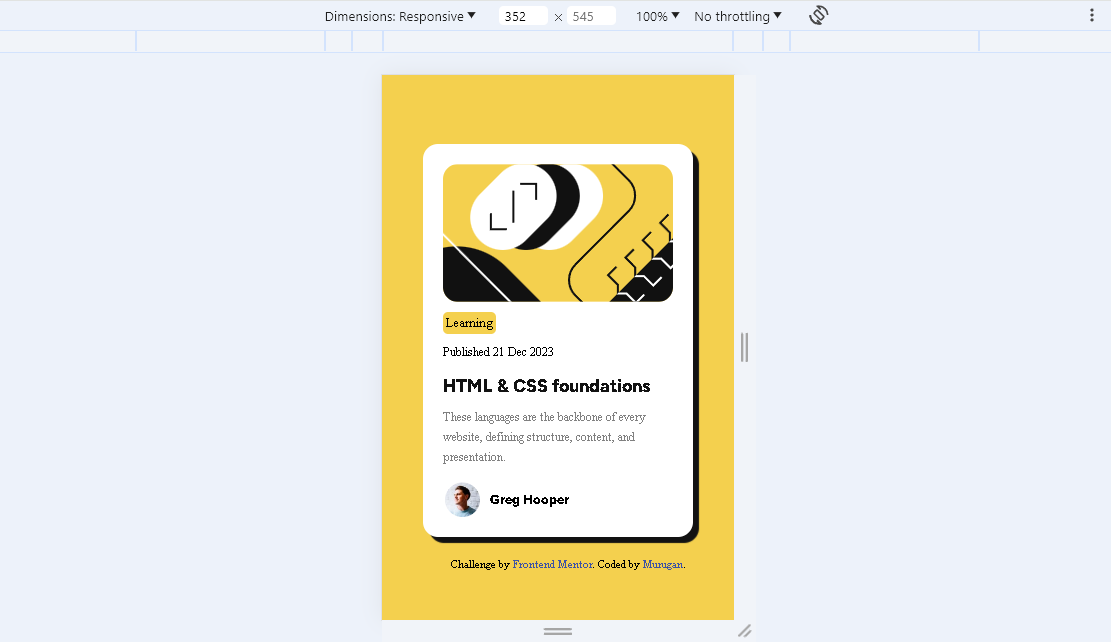 Dimensions: Responsive 352 × 545 100% No throttling
Learning
Published 21 Dec 2023
HTML & CSS foundations
These languages are the backbone of every
website, defining structure, content, and
presentation.
Greg Hooper
Challenge by Frontend Mentor. Coded by Murugan.